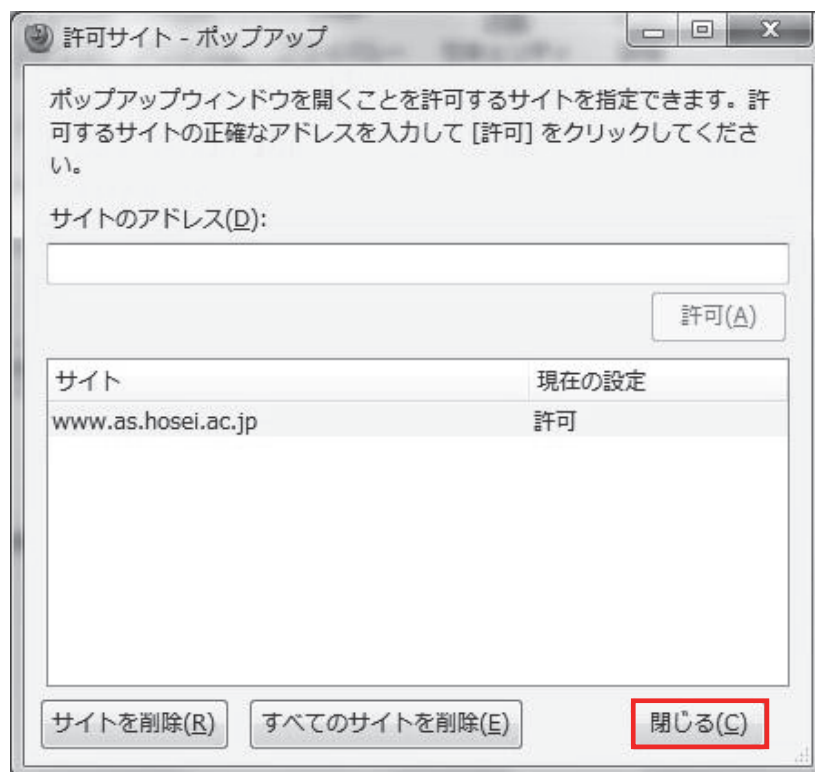 許可サイト - ポップアップ
ポップアップウィンドウを開くことを許可するサイトを指定できます。許
可するサイトの正確なアドレスを入力して [許可] をクリックしてくださ
い。
サイトのアドレス(D):
許可(A)
サイト 現在の設定
www.as.hosei.ac.jp 許可
サイトを削除(R) すべてのサイトを削除(E) 閉じる(C)